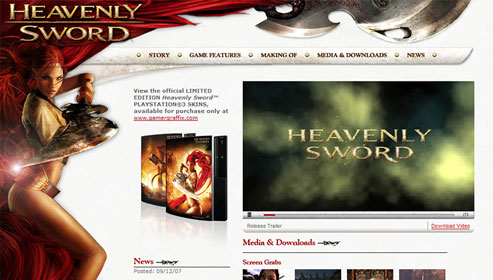 HEAVENLY
SWORD
STORY GAME FEATURES MAKING OF MEDIA & DOWNLOADS NEWS
View the official LIMITED
EDITION Heavenly Sword™
PLAYSTATION®3 SKINS,
available for purchase only at
www.gamergraffix.com
HEAVENLY
SWORD
Release Trailer Download Video
Media & Downloads
Screen Grabs
News
Posted: 09/12/07